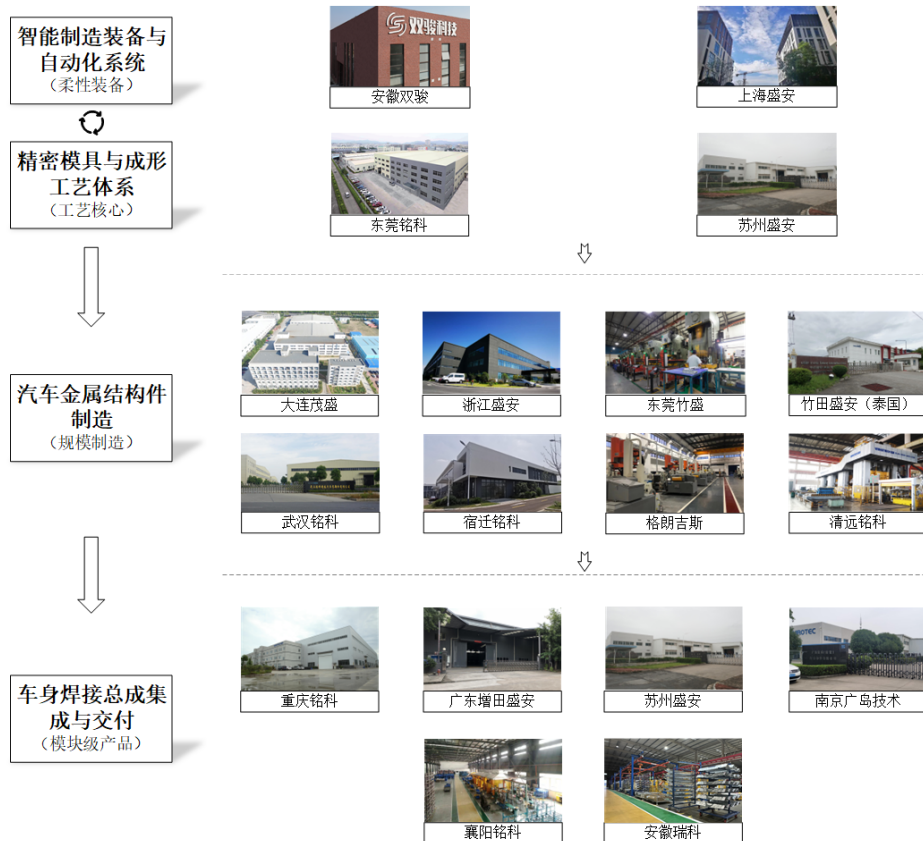 智能制造装备与
自动化系统
（柔性装备）
双骏科技
安徽双骏
上海盛安
精密模具与成形
工艺体系
（工艺核心）
东莞铭科
苏州盛安
汽车金属结构件
制造
（规模制造）
大连茂盛
浙江盛安
东莞竹盛
竹田盛安（泰国）
武汉铭科
宿迁铭科
格朗吉斯
清远铭科
车身焊接总成集
成与交付
（模块级产品）
重庆铭科
广东增田盛安
苏州盛安
南京广岛技术
襄阳铭科
安徽瑞科